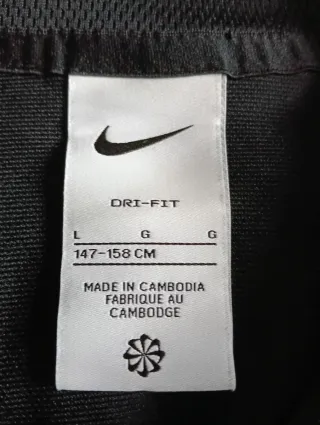 DRI-FIT
L G G
147-158 CM
MADE IN CAMBODIA
FABRIQUE AU
CAMBODGE